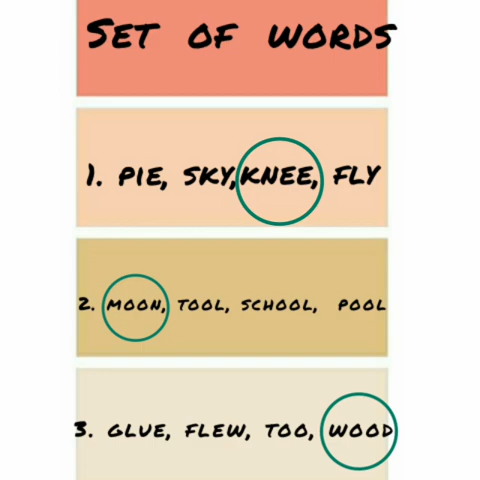 SET OF WORDS
1. PIE, SKY, KNEE, FLY
2. MOON, TOOL, SCHOOL, POOL
3. GLUE, FLEW, TOO, WOOD